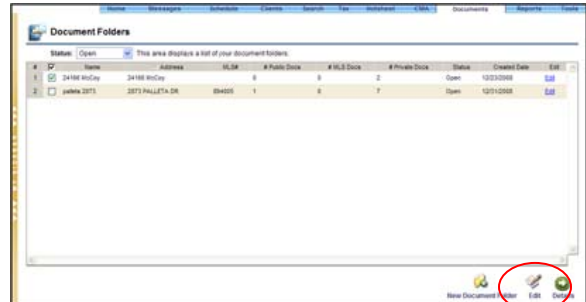 Home Messages Schedule Clients Search Tax Hotsheet CMA Documents Reports Tools
Document Folders
Status: Open This area displays a list of your document folders.
# Name Address MLS# # Public Docs # MLS Docs # Private Docs Status Created Date Edit
1 24166 McCoy 24166 McCoy 0 0 2 Open 12/23/2008 Edit
2 palleta 2873 2873 PALLETA DR 1 7 Open 12/31/2008 Edit
New Document Folder Edit Details